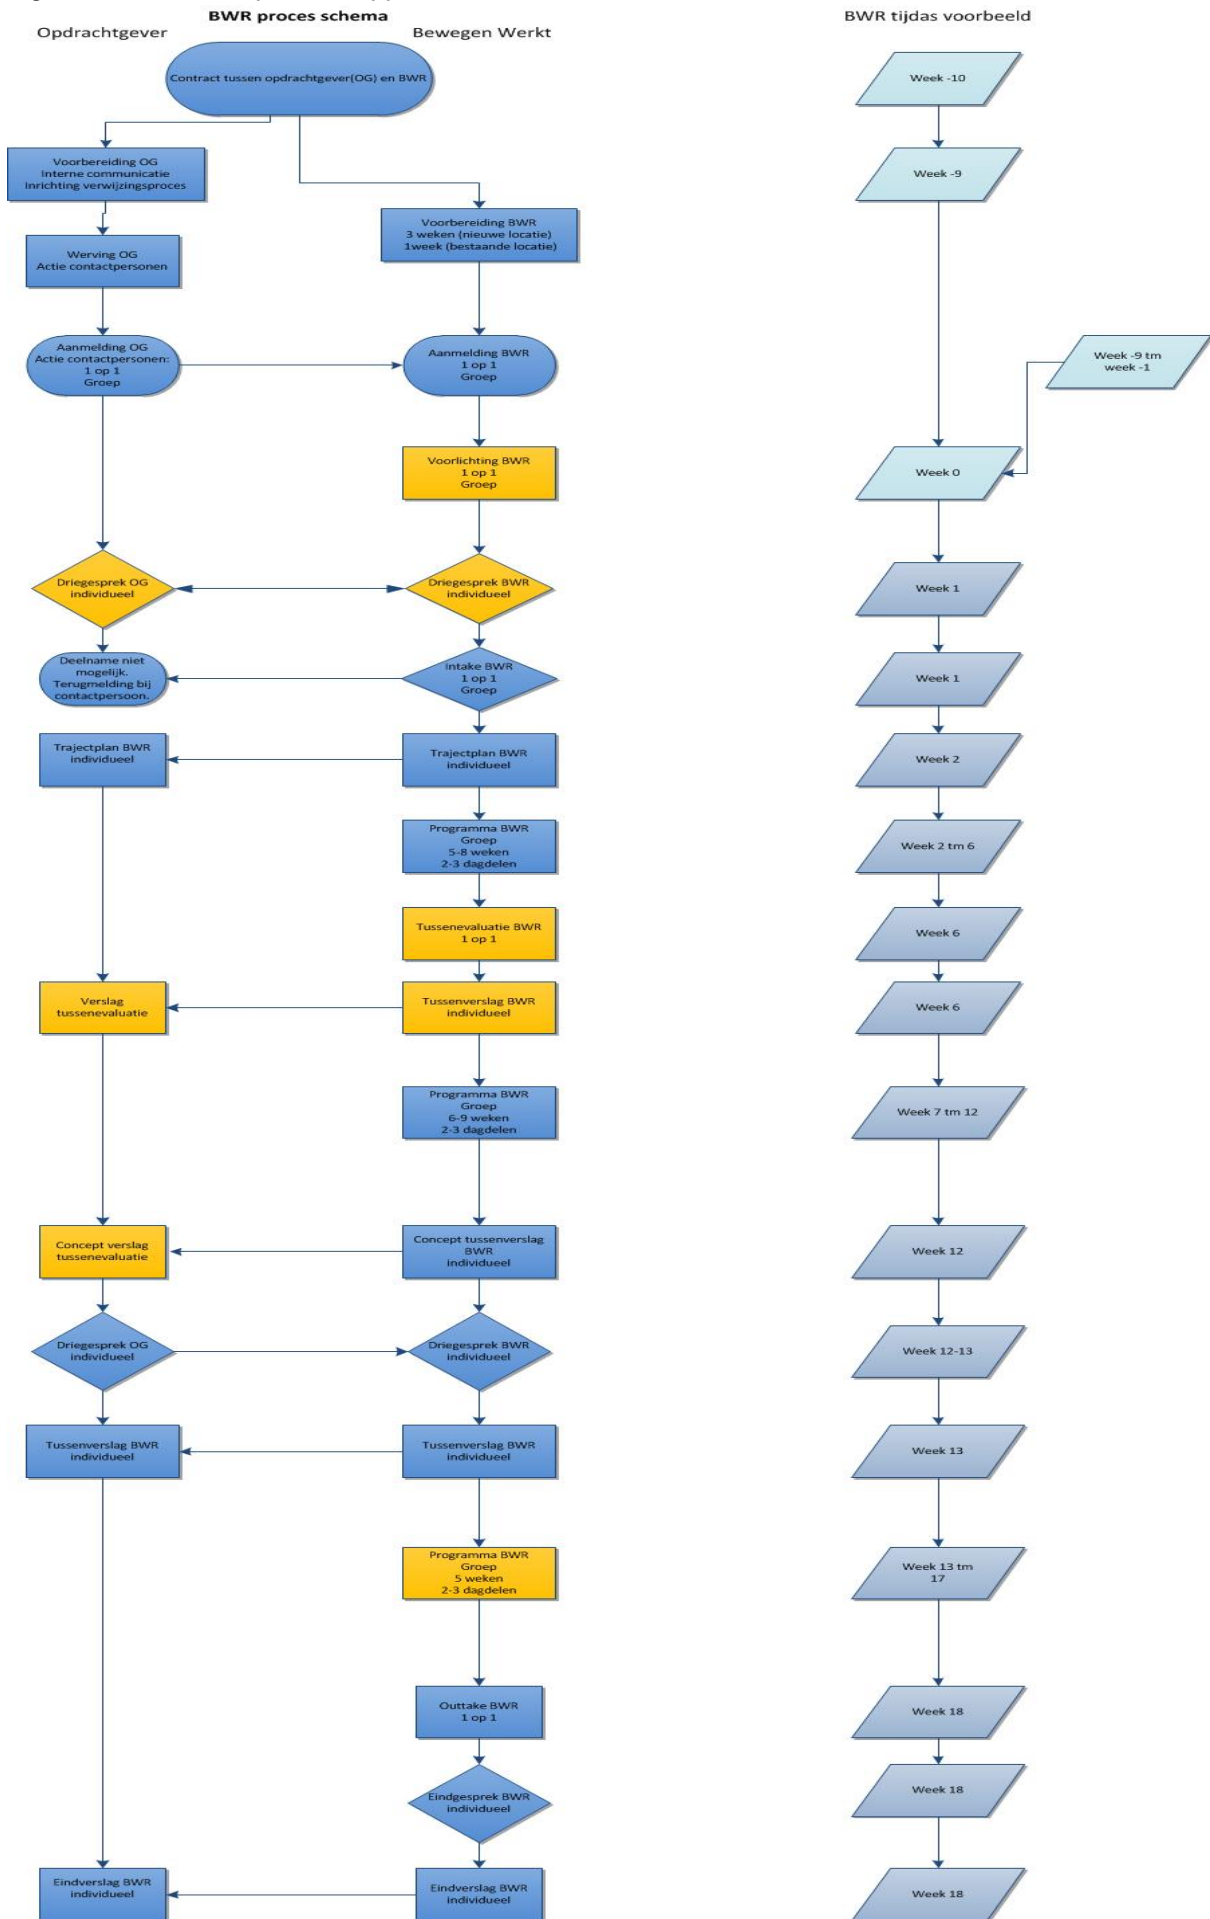 BWR proces schema
BWR tijdas voorbeeld
Opdrachtgever
Bewegen Werkt
Contract tussen opdrachtgever(OG) en BWR
Week -10
Voorbereiding OG
Interne communicatie
Inrichting verwijzingsproces
Week -9
Voorbereiding BWR
3 weken (nieuwe locatie)
1week (bestaande locatie)
Werving OG
Actie contactpersonen
Aanmelding OG
Actie contactpersonen:
1 op 1
Groep
Aanmelding BWR
1 op 1
Groep
Week -9 tm
week -1
Voorlichting BWR
1 op 1
Groep
Week 0
Driegesprek OG
individueel
Driegesprek BWR
individueel
Week 1
Deelname niet
mogelijk.
Terugmelding bij
contactpersoon.
Intake BWR
1 op 1
Groep
Week 1
Trajectplan BWR
individueel
Trajectplan BWR
individueel
Week 2
Programma BWR
Groep
5-8 weken
2-3 dagdelen
Week 2 tm 6
Tussenevaluatie BWR
1 op 1
Week 6
Verslag
tussenevaluatie
Tussenverslag BWR
individueel
Week 6
Programma BWR
Groep
6-9 weken
2-3 dagdelen
Week 7 tm 12
Concept verslag
tussenevaluatie
Concept tussenverslag
BWR
individueel
Week 12
Driegesprek OG
individueel
Driegesprek BWR
individueel
Week 12-13
Tussenverslag BWR
individueel
Tussenverslag BWR
individueel
Week 13
Programma BWR
Groep
5 weken
2-3 dagdelen
Week 13 tm
17
Outtake BWR
1 op 1
Week 18
Eindgesprek BWR
individueel
Week 18
Eindverslag BWR
individueel
Eindverslag BWR
individueel
Week 18